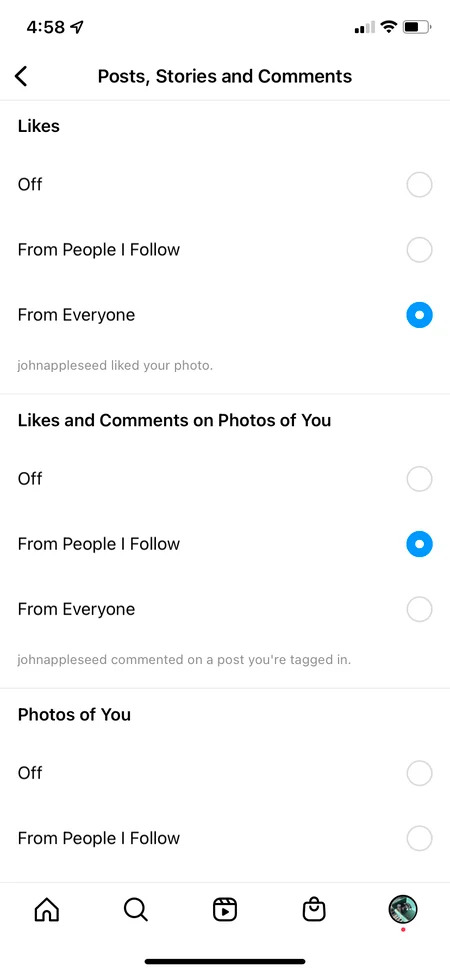 4:58
Posts, Stories and Comments
Likes
Off
From People I Follow
From Everyone
johnappleseed liked your photo.
Likes and Comments on Photos of You
Off
From People I Follow
From Everyone
johnappleseed commented on a post you're tagged in.
Photos of You
Off
From People I Follow